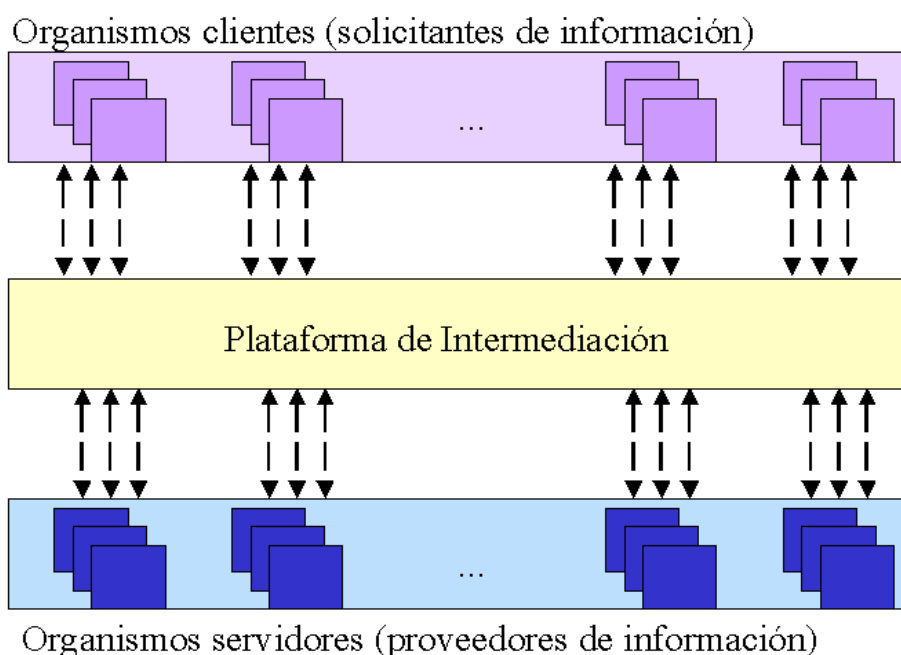 Organismos clientes (solicitantes de información)
...
Plataforma de Intermediación
...
Organismos servidores (proveedores de información)